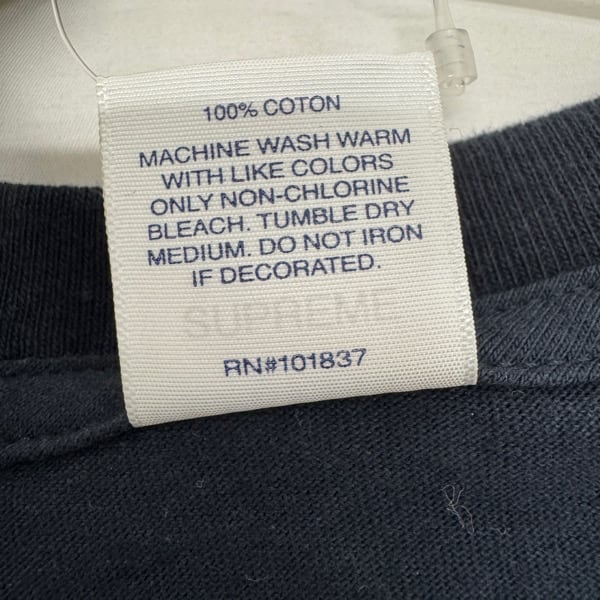 100% COTON
MACHINE WASH WARM
WITH LIKE COLORS
ONLY NON-CHLORINE
BLEACH. TUMBLE DRY
MEDIUM. DO NOT IRON
IF DECORATED.
SUPREME
RN#101837